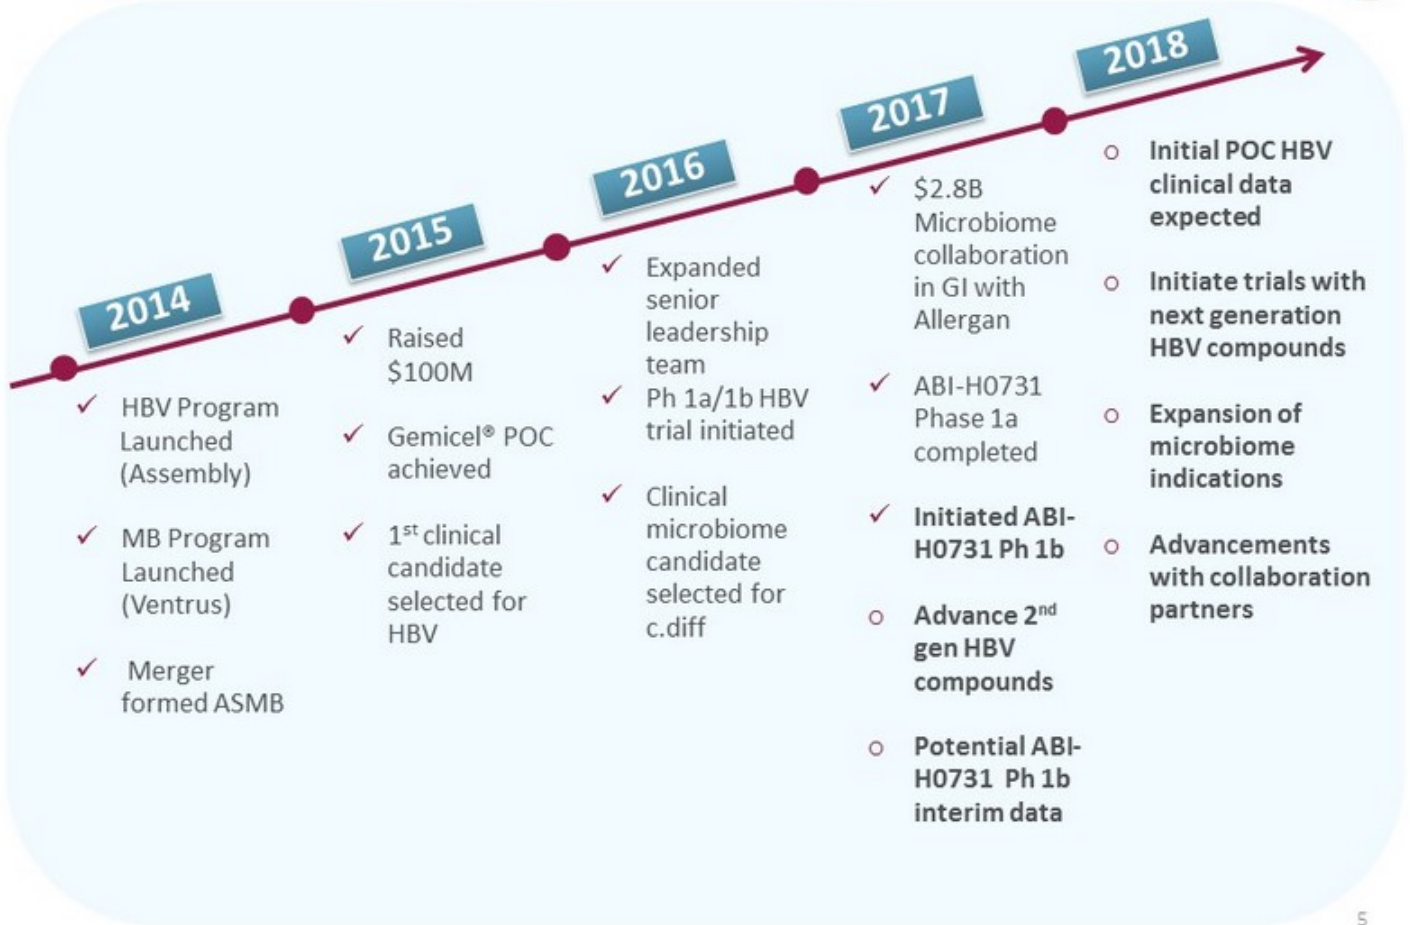 2014
HBV Program
Launched
(Assembly)
MB Program
Launched
(Ventrus)
Merger
formed ASMB
2015
Raised
$100M
Gemicel® POC
achieved
1st clinical
candidate
selected for
HBV
2016
Expanded
senior
leadership
team
Ph 1a/1b HBV
trial initiated
Clinical
microbiome
candidate
selected for
c.diff
2017
$2.8B
Microbiome
collaboration
in GI with
Allergan
ABI-H0731
Phase 1a
completed
Initiated ABI-
H0731 Ph 1b
Advance 2nd
gen HBV
compounds
Potential ABI-
H0731 Ph 1b
interim data
2018
Initial POC HBV
clinical data
expected
Initiate trials with
next generation
HBV compounds
Expansion of
microbiome
indications
Advancements
with collaboration
partners
5